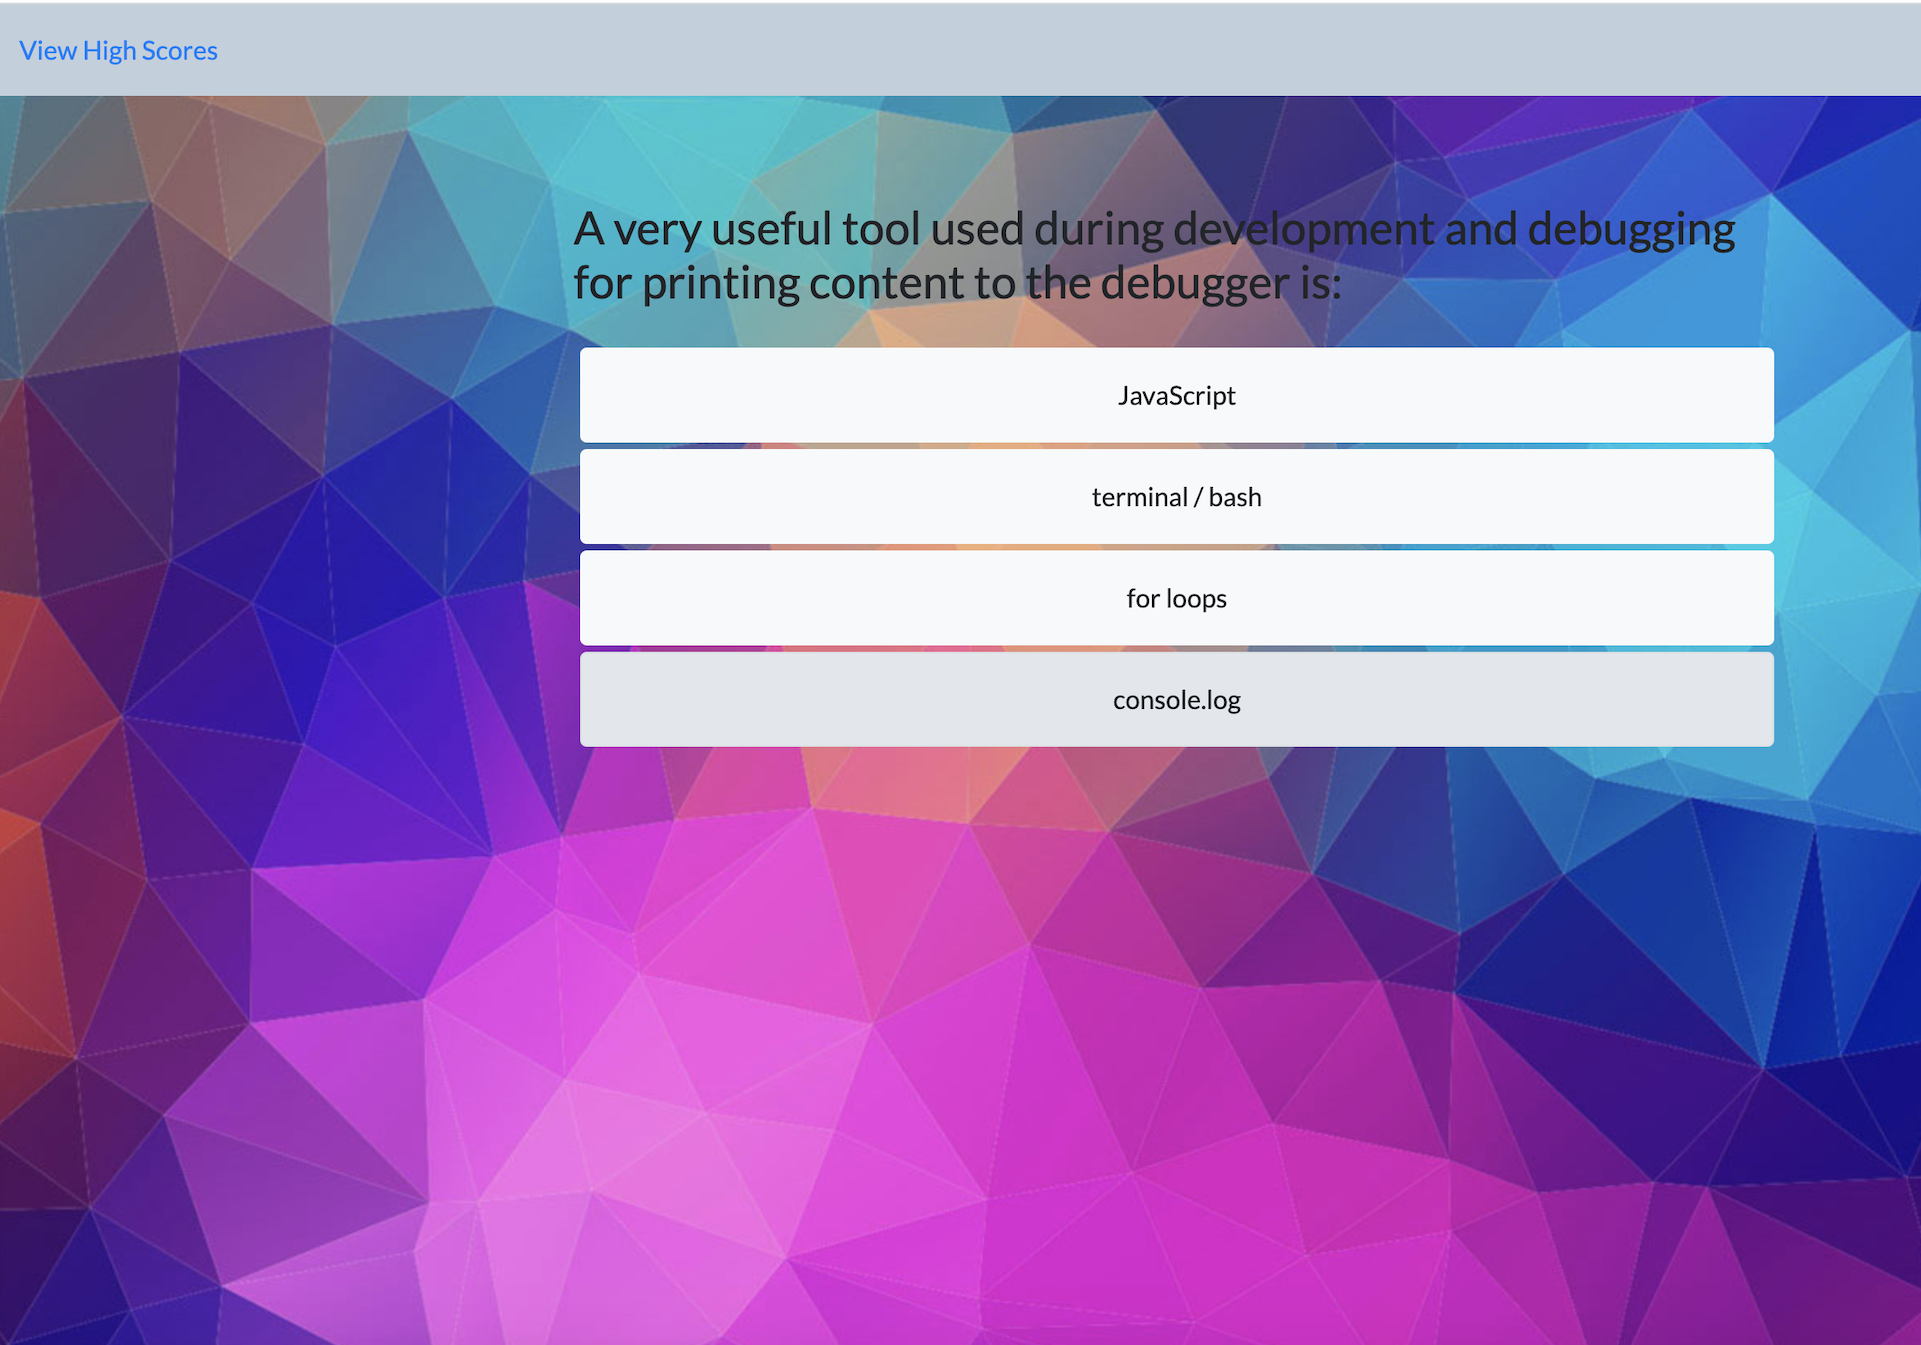 View High Scores
A very useful tool used during development and debugging
for printing content to the debugger is:
JavaScript
terminal / bash
for loops
console.log